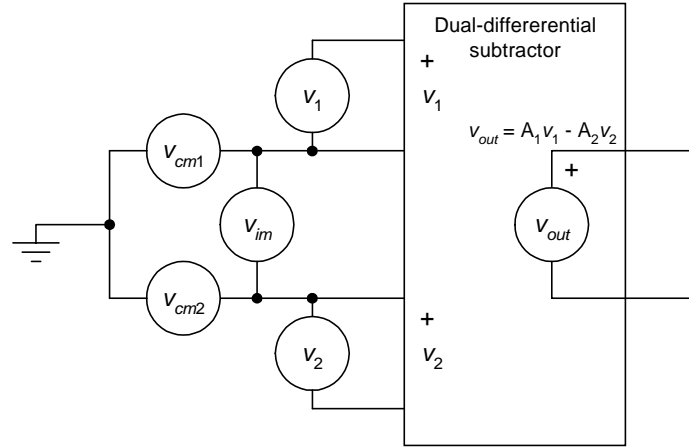 Dual-differerential
subtractor
+
v1
v1
vout = A1v1 - A2v2
vcm1
+
vim
vout
vcm2
+
v2
v2